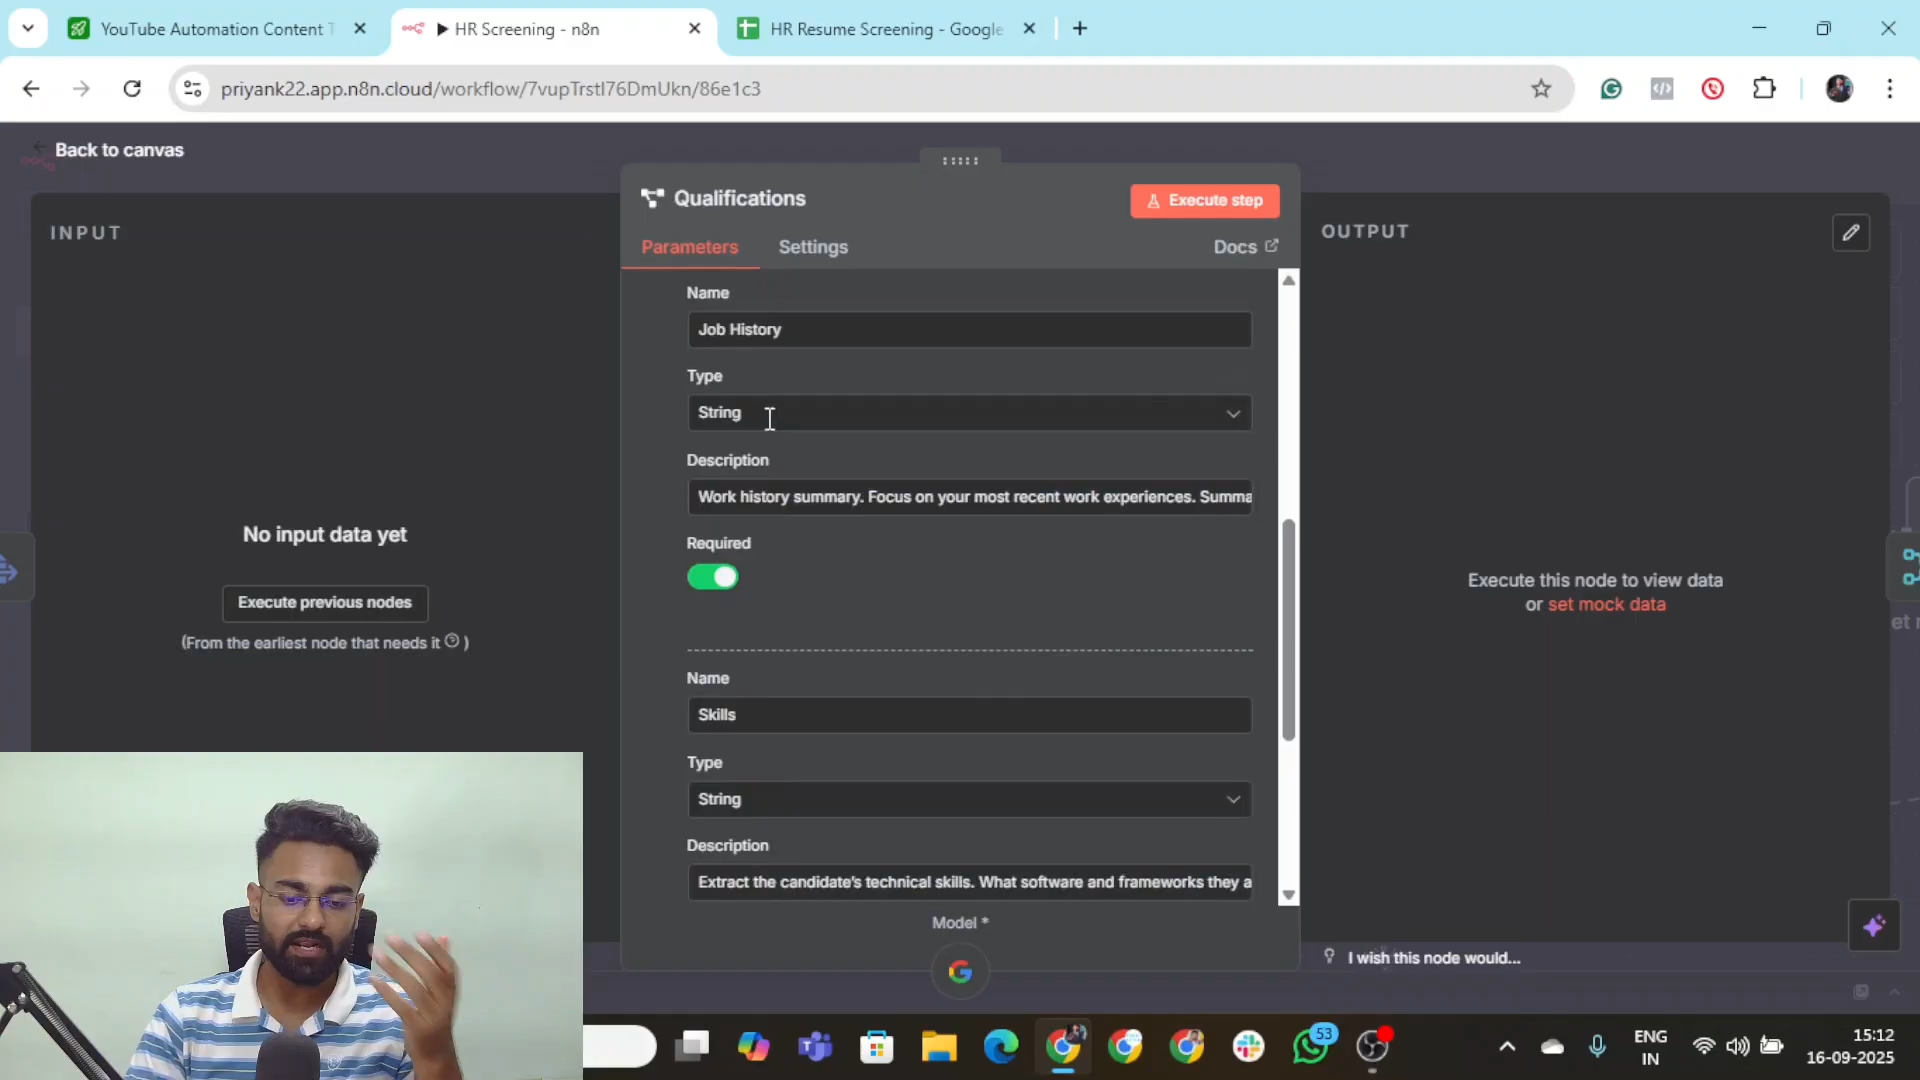 YouTube Automation Content T
▶ HR Screening - n8n
HR Resume Screening - Google
priyank22.app.n8n.cloud/workflow/7vupTrstI76DmUkn/86e1c3
Back to canvas
INPUT
No input data yet
Execute previous nodes
(From the earliest node that needs it ? )
Qualifications
Execute step
Parameters
Settings
Docs
Name
Job History
Type
String
Description
Work history summary. Focus on your most recent work experiences. Summa
Required
Name
Skills
Type
String
Description
Extract the candidate's technical skills. What software and frameworks they a
Model *
OUTPUT
Execute this node to view data
or set mock data
I wish this node would...
53
ENG
IN
15:12
16-09-2025